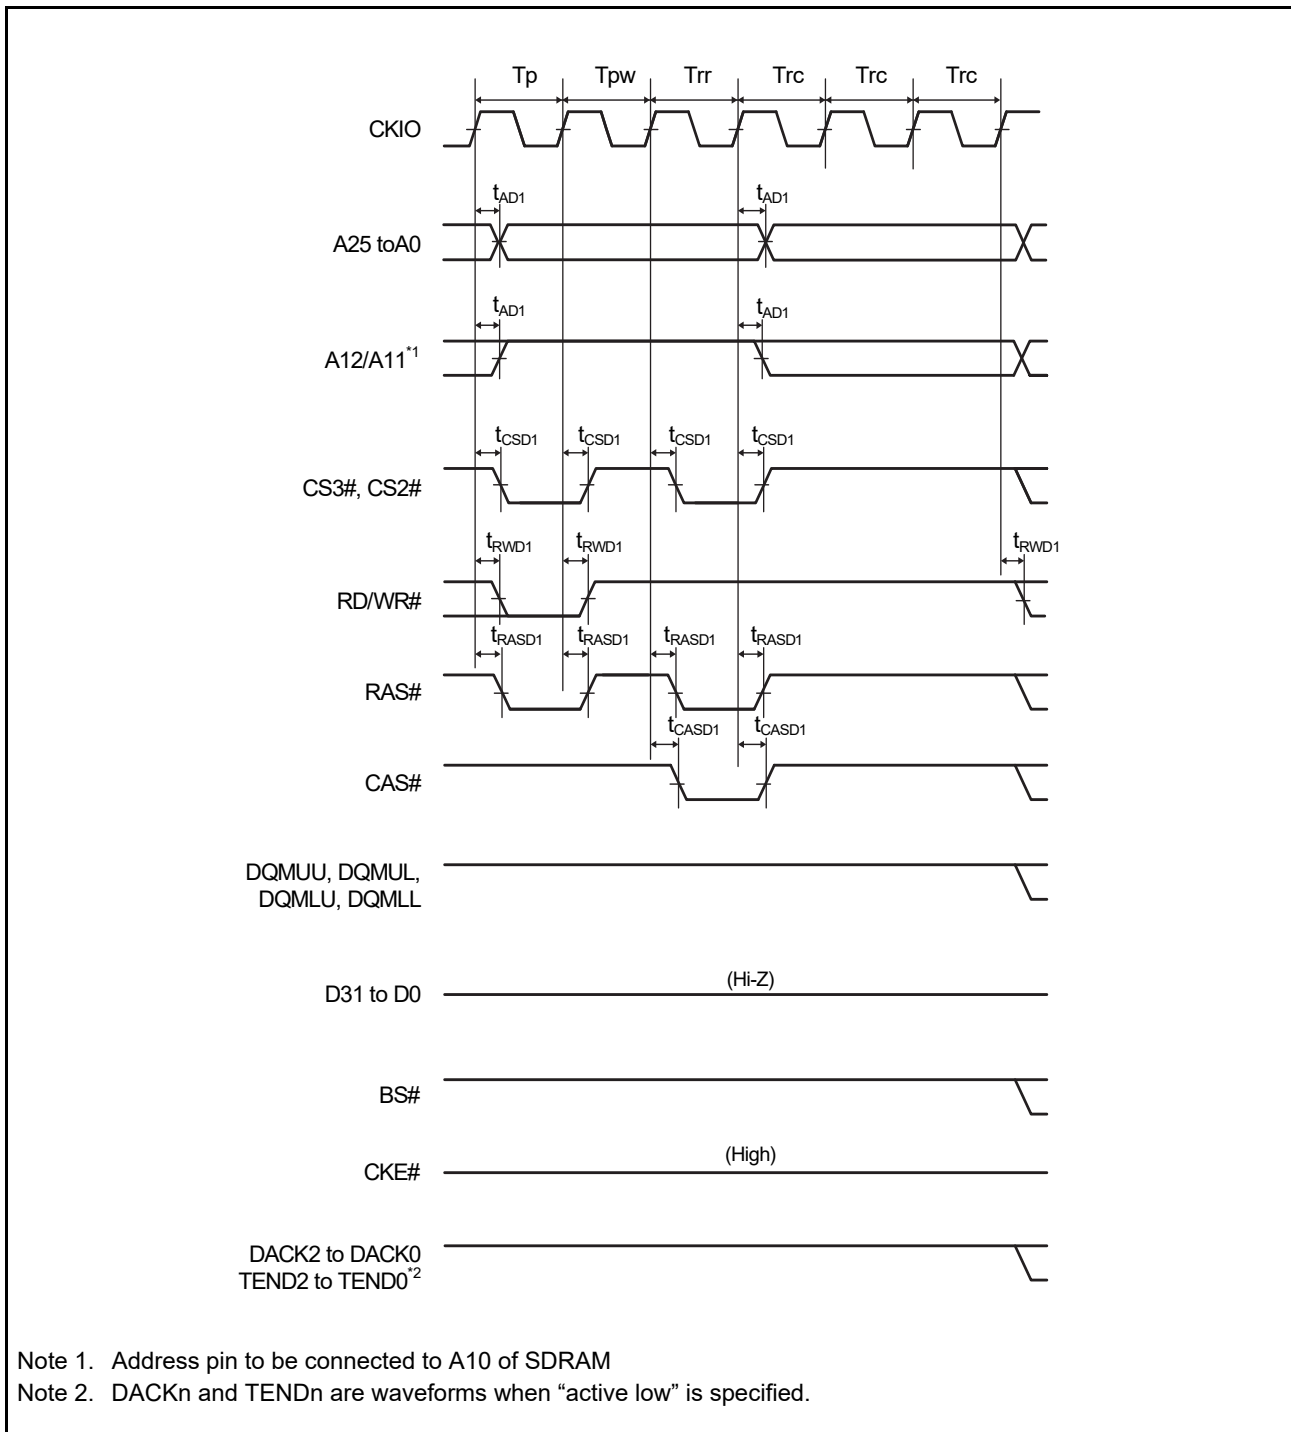 Tp Tpw Trr Trc Trc Trc
CKIO
tAD1 tAD1
A25 toA0
tAD1 tAD1
A12/A11*1
tCSD1 tCSD1 tCSD1 tCSD1
CS3#, CS2#
tRWD1 tRWD1 tRWD1
RD/WR#
tRASD1 tRASD1 tRASD1 tRASD1
RAS#
tCASD1 tCASD1
CAS#
DQMUU, DQMUL,
DQMLU, DQMLL
(Hi-Z)
D31 to D0
BS#
(High)
CKE#
DACK2 to DACK0
TEND2 to TEND0*2
Note 1. Address pin to be connected to A10 of SDRAM
Note 2. DACKn and TENDn are waveforms when “active low” is specified.